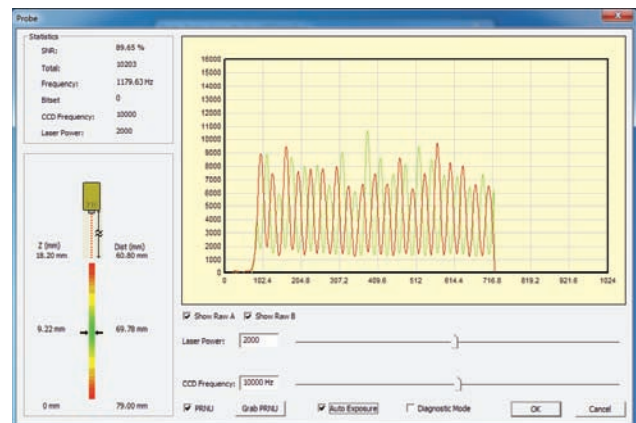 Probe
Statistics
SNR: 89.65 %
Total: 10203
Frequency: 1179.63 Hz
Bitset 0
CCD Frequency: 10000
Laser Power: 2000
Z (mm) Dist (mm)
18.20 mm 60.80 mm
9.22 mm 69.78 mm
0 mm 79.00 mm
16000
15000
14000
13000
12000
11000
10000
9000
8000
7000
6000
5000
4000
3000
2000
1000
0
0 102.4 204.8 307.2 409.6 512 614.4 716.8 819.2 921.6 1024
Show Raw A Show Raw B
Laser Power: 2000
CCD Frequency: 10000 Hz
PRNU Grab PRNU Auto Exposure Diagnostic Mode OK Cancel